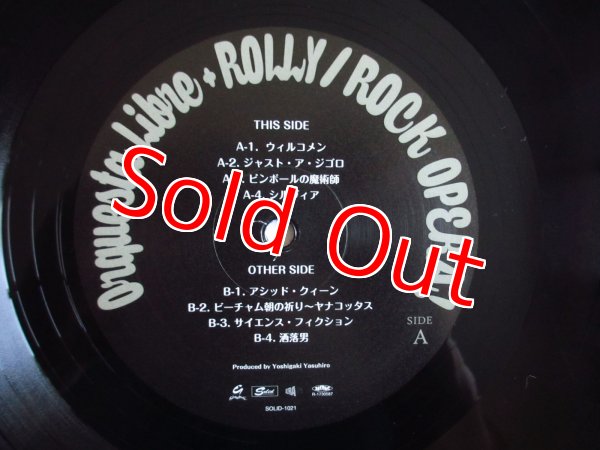 Orquesta Libre + ROLLY / ROCK OPERA!
THIS SIDE
A-1. ウィルコメン
A-2. ジャスト・ア・ジゴロ
ピンボールの魔術師
A-4.
Sold Out
OTHER SIDE
B-1. アシッド・クィーン
B-2. ビーチャム朝の祈り〜ヤナコッタス
B-3. サイエンス・フィクション
B-4. 洒落男
SIDE
A
Produced by Yoshigaki Yasuhiro
Solid
R-1730587
SOLID-1021